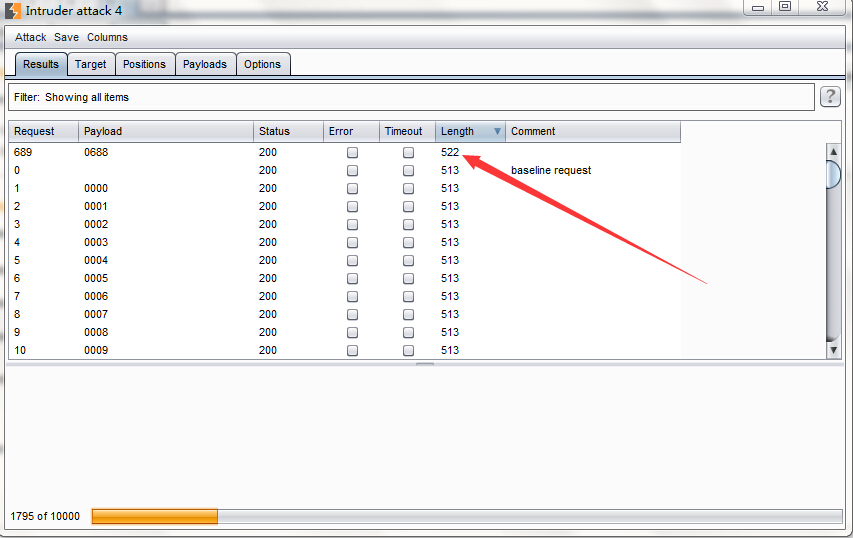 Intruder attack 4
Attack Save Columns
Results Target Positions Payloads Options
Filter: Showing all items ?
Request Payload Status Error Timeout Length Comment
689 0688 200 522
0 200 513 baseline request
1 0000 200 513
2 0001 200 513
3 0002 200 513
4 0003 200 513
5 0004 200 513
6 0005 200 513
7 0006 200 513
8 0007 200 513
9 0008 200 513
10 0009 200 513
1795 of 10000